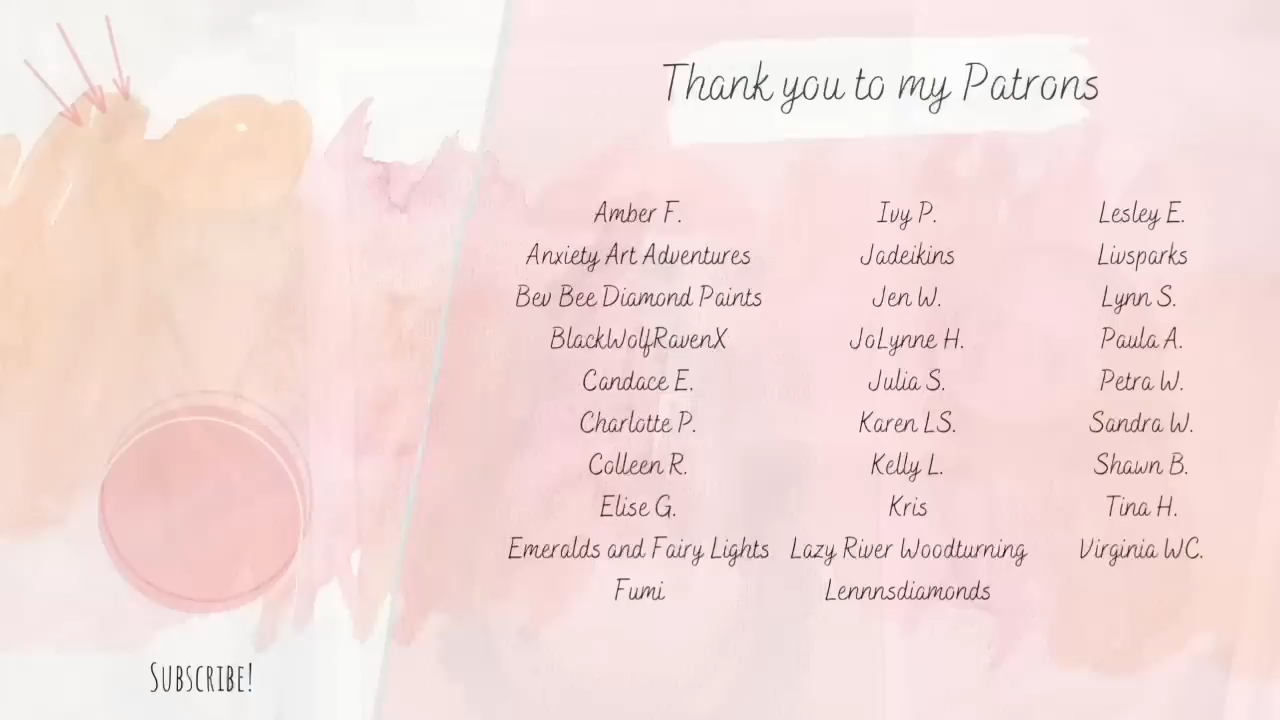 Thank you to my Patrons
Amber F.
Anxiety Art Adventures
Bev Bee Diamond Paints
BlackWolfRavenX
Candace E.
Charlotte P.
Colleen R.
Elise G.
Emeralds and Fairy Lights
Fumi
Ivy P.
Jadeikins
Jen W.
JoLynne H.
Julia S.
Karen LS.
Kelly L.
Kris
Lazy River Woodturning
Lennnsdiamonds
Lesley E.
Livsparks
Lynn S.
Paula A.
Petra W.
Sandra W.
Shawn B.
Tina H.
Virginia WC.
Subscribe!